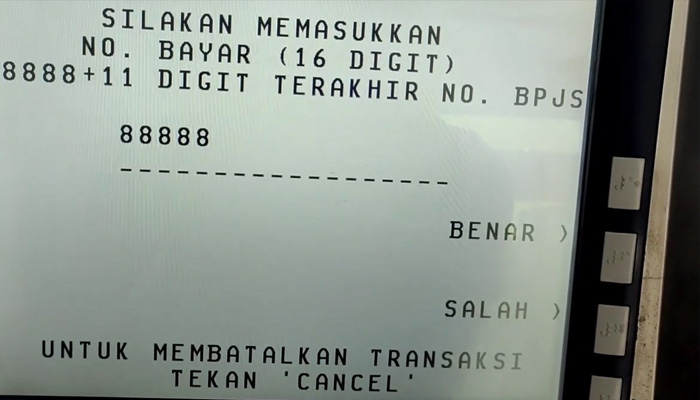 SILAKAN MEMASUKKAN
NO. BAYAR (16 DIGIT)
8888+11 DIGIT TERAKHIR NO. BPJS
88888
------------------
BENAR >
SALAH >
UNTUK MEMBATALKAN TRANSAKSI
TEKAN 'CANCEL'